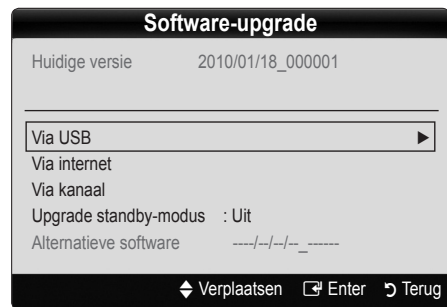 Software-upgrade
Huidige versie 2010/01/18_000001
Via USB
Via internet
Via kanaal
Upgrade standby-modus : Uit
Alternatieve software ----/--/--/--_------
Verplaatsen Enter Terug